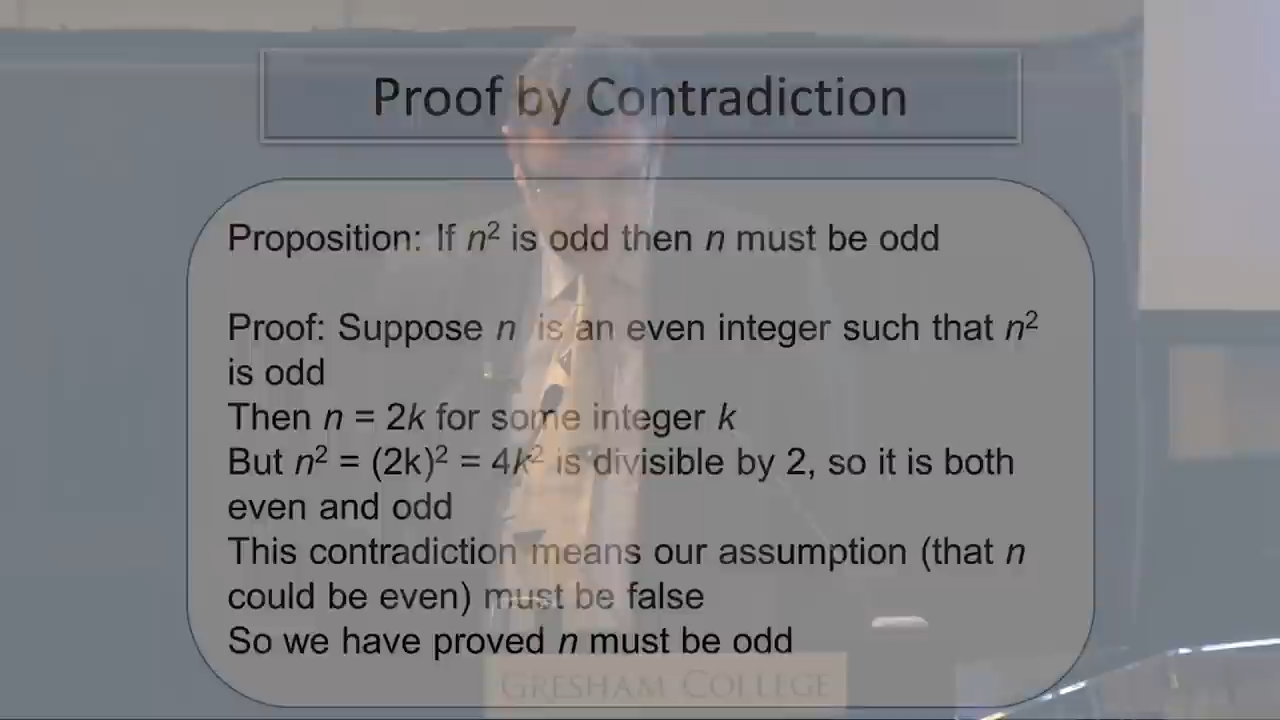 Proof by Contradiction
Proposition: If n² is odd then n must be odd
Proof: Suppose n is an even integer such that n²
is odd
Then n = 2k for some integer k
But n² = (2k)² = 4k² is divisible by 2, so it is both
even and odd
This contradiction means our assumption (that n
could be even) must be false
So we have proved n must be odd
GRESHAM COLLEGE